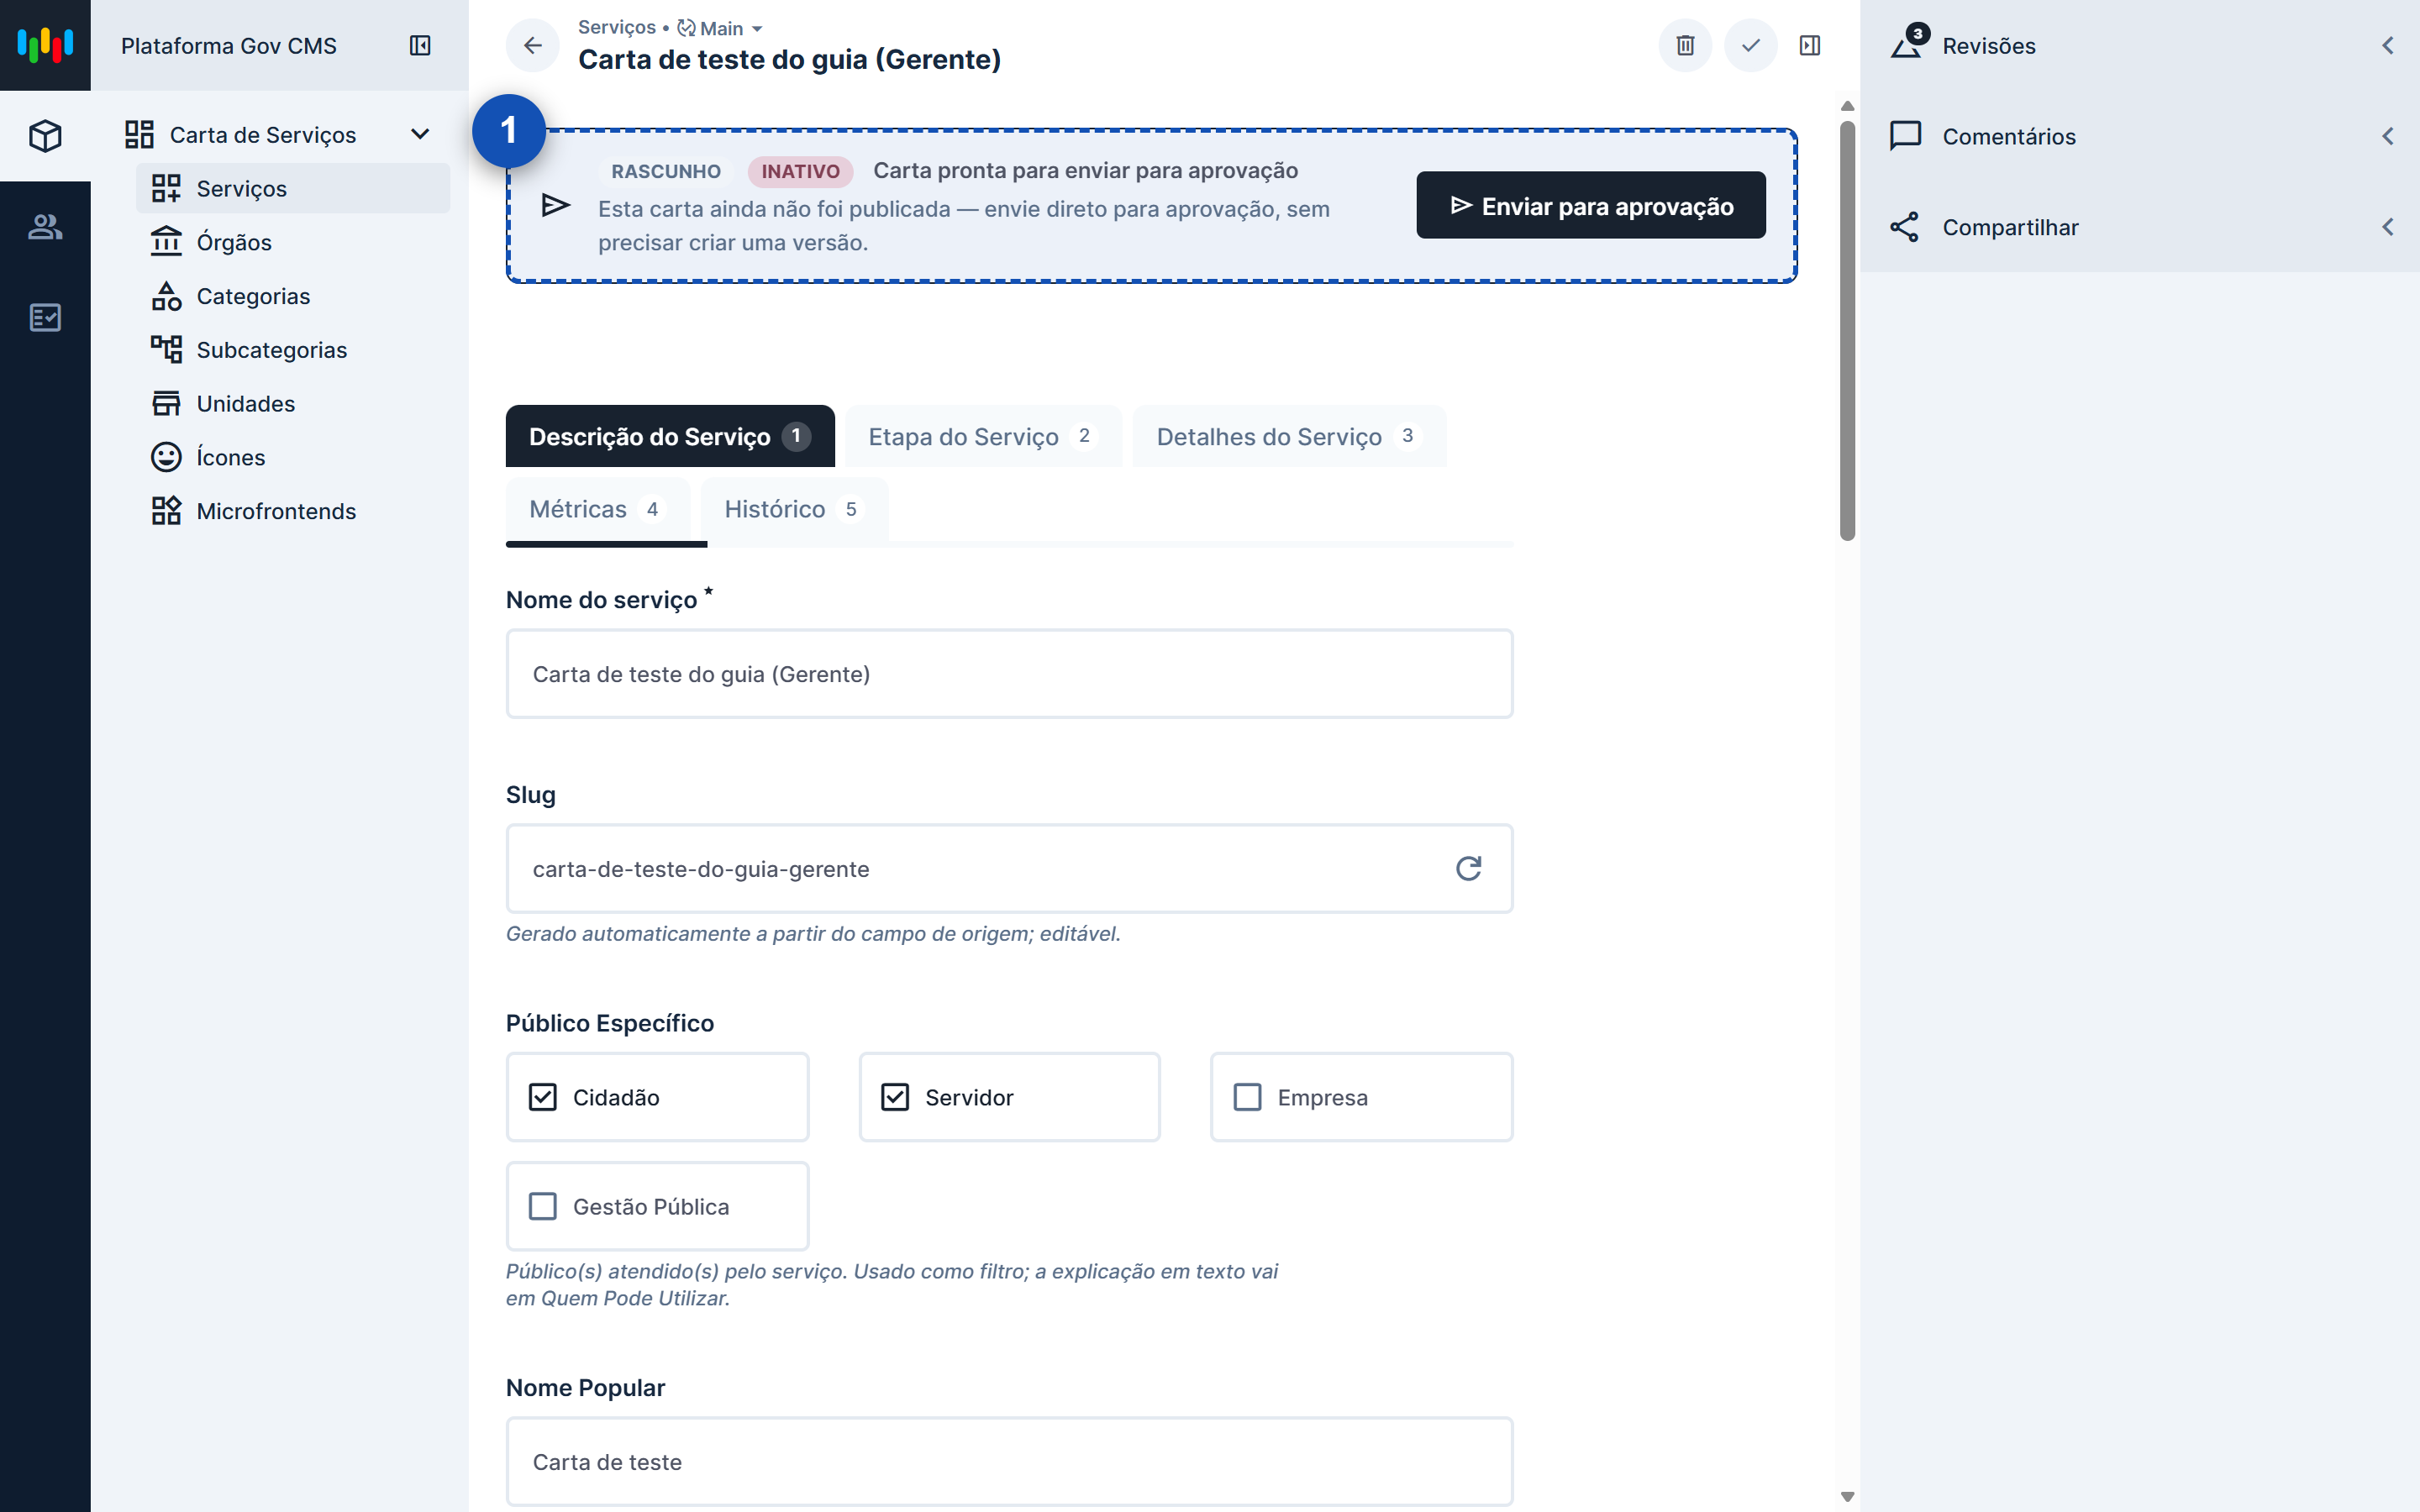 Plataforma Gov CMS
Carta de Serviços
Serviços
Órgãos
Categorias
Subcategorias
Unidades
Ícones
Microfrontends
Serviços • Main
Carta de teste do guia (Gerente)
1
RASCUNHO INATIVO Carta pronta para enviar para aprovação
Esta carta ainda não foi publicada — envie direto para aprovação, sem
precisar criar uma versão.
Enviar para aprovação
Descrição do Serviço 1
Etapa do Serviço 2
Detalhes do Serviço 3
Métricas 4
Histórico 5
Nome do serviço *
Carta de teste do guia (Gerente)
Slug
carta-de-teste-do-guia-gerente
Gerado automaticamente a partir do campo de origem; editável.
Público Específico
Cidadão
Servidor
Empresa
Gestão Pública
Público(s) atendido(s) pelo serviço. Usado como filtro; a explicação em texto vai
em Quem Pode Utilizar.
Nome Popular
Carta de teste
3
Revisões
Comentários
Compartilhar